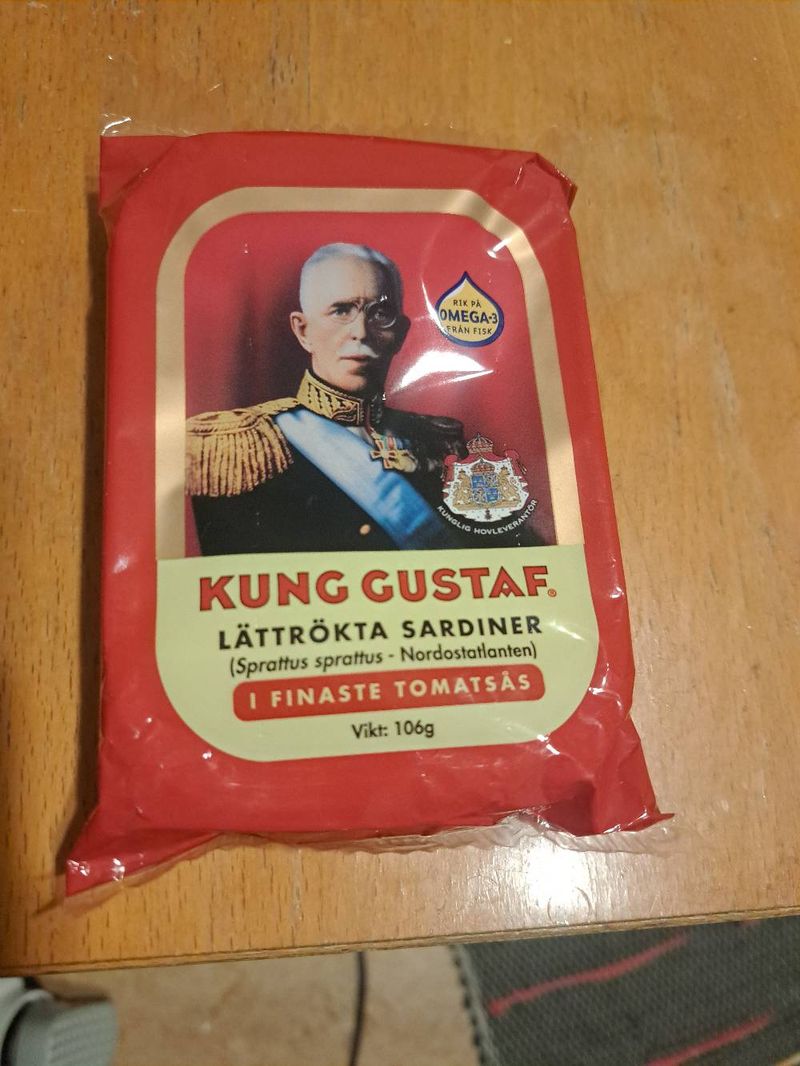 RIK PÅ
OMEGA-3
FRÅN FISK
KUNGLIG HOVLEVERANTÖR
KUNG GUSTAF®
LÄTTRÖKTA SARDINER
(Sprattus sprattus - Nordostatlanten)
I FINASTE TOMATSÅS
Vikt: 106g